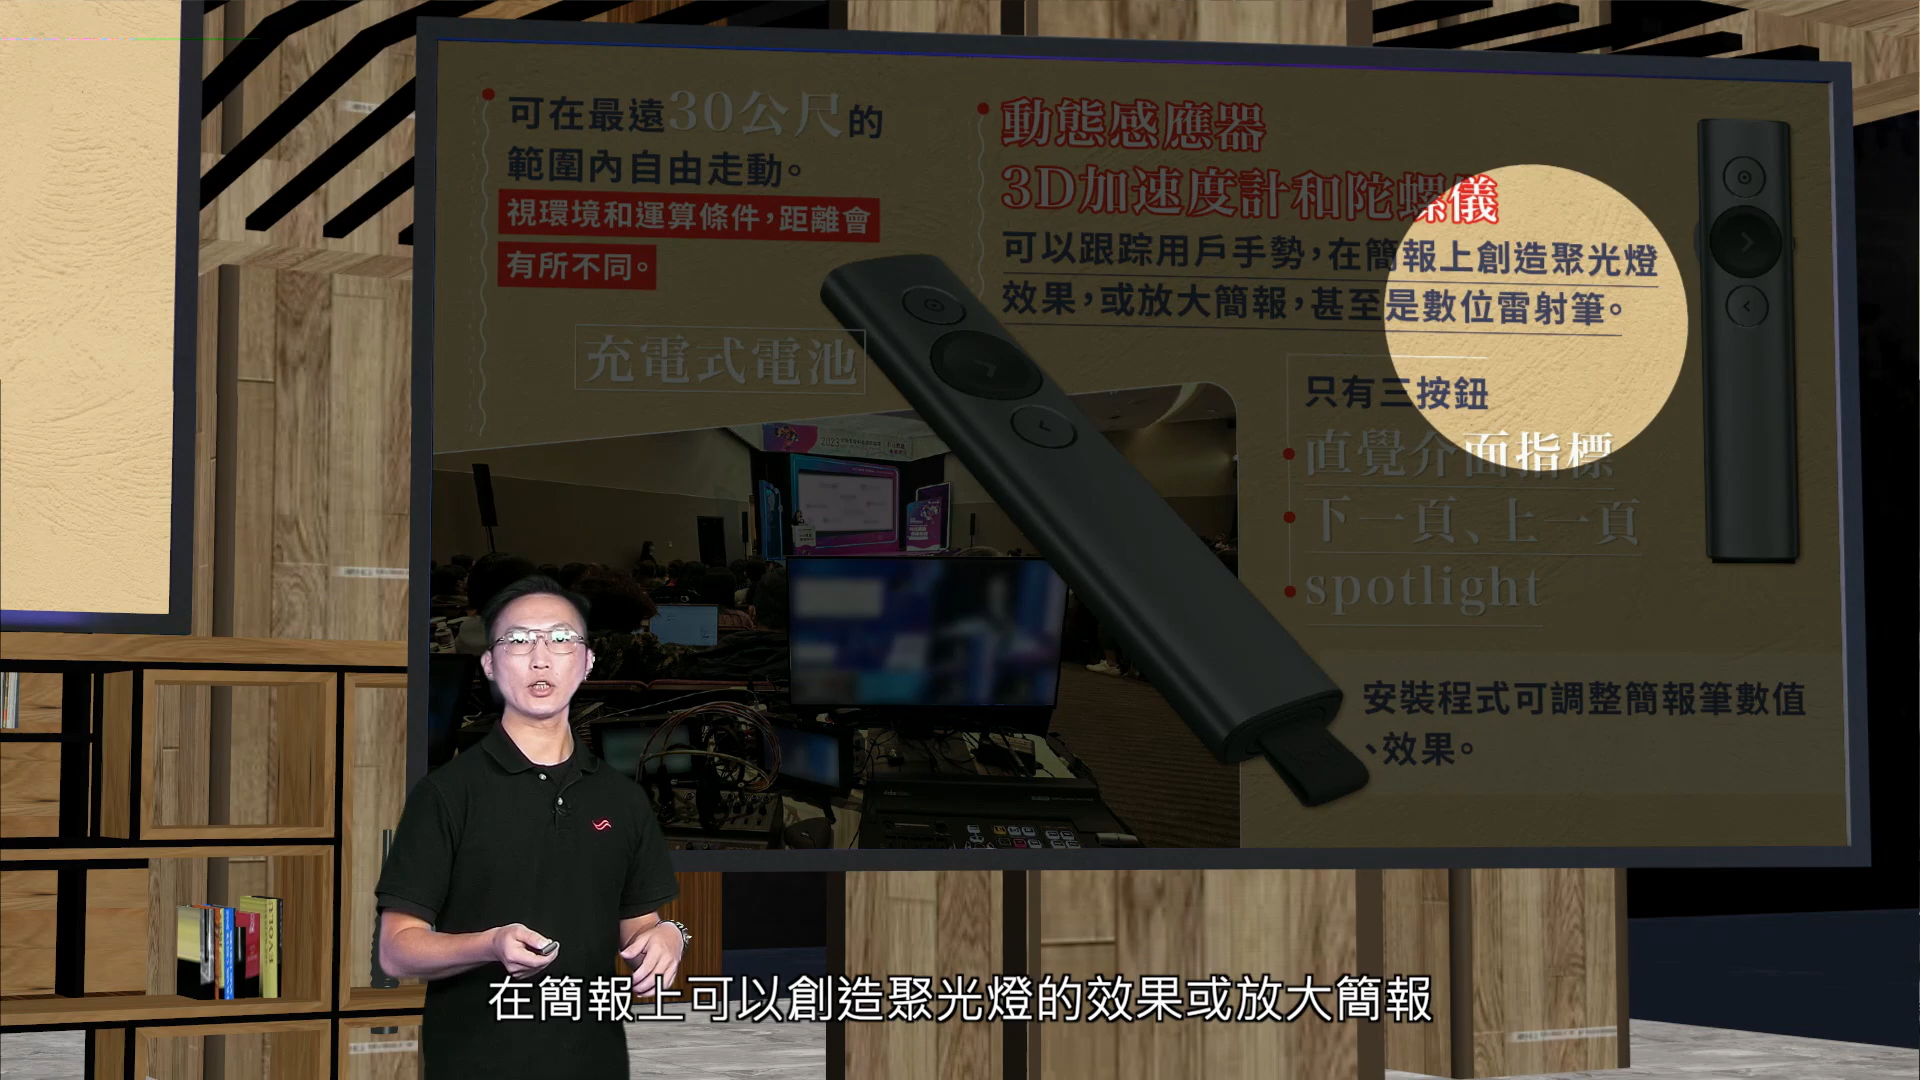 可在最遠30公尺的
範圍內自由走動。
視環境和運算條件,距離會
有所不同。
充電式電池
動態感應器
3D加速度計和陀螺儀
可以跟踪用戶手勢,在簡報上創造聚光燈
效果,或放大簡報,甚至是數位雷射筆。
只有三按鈕
直覺介面指標
下一頁、上一頁
spotlight
安裝程式可調整簡報筆數值
、效果。
2023
在簡報上可以創造聚光燈的效果或放大簡報